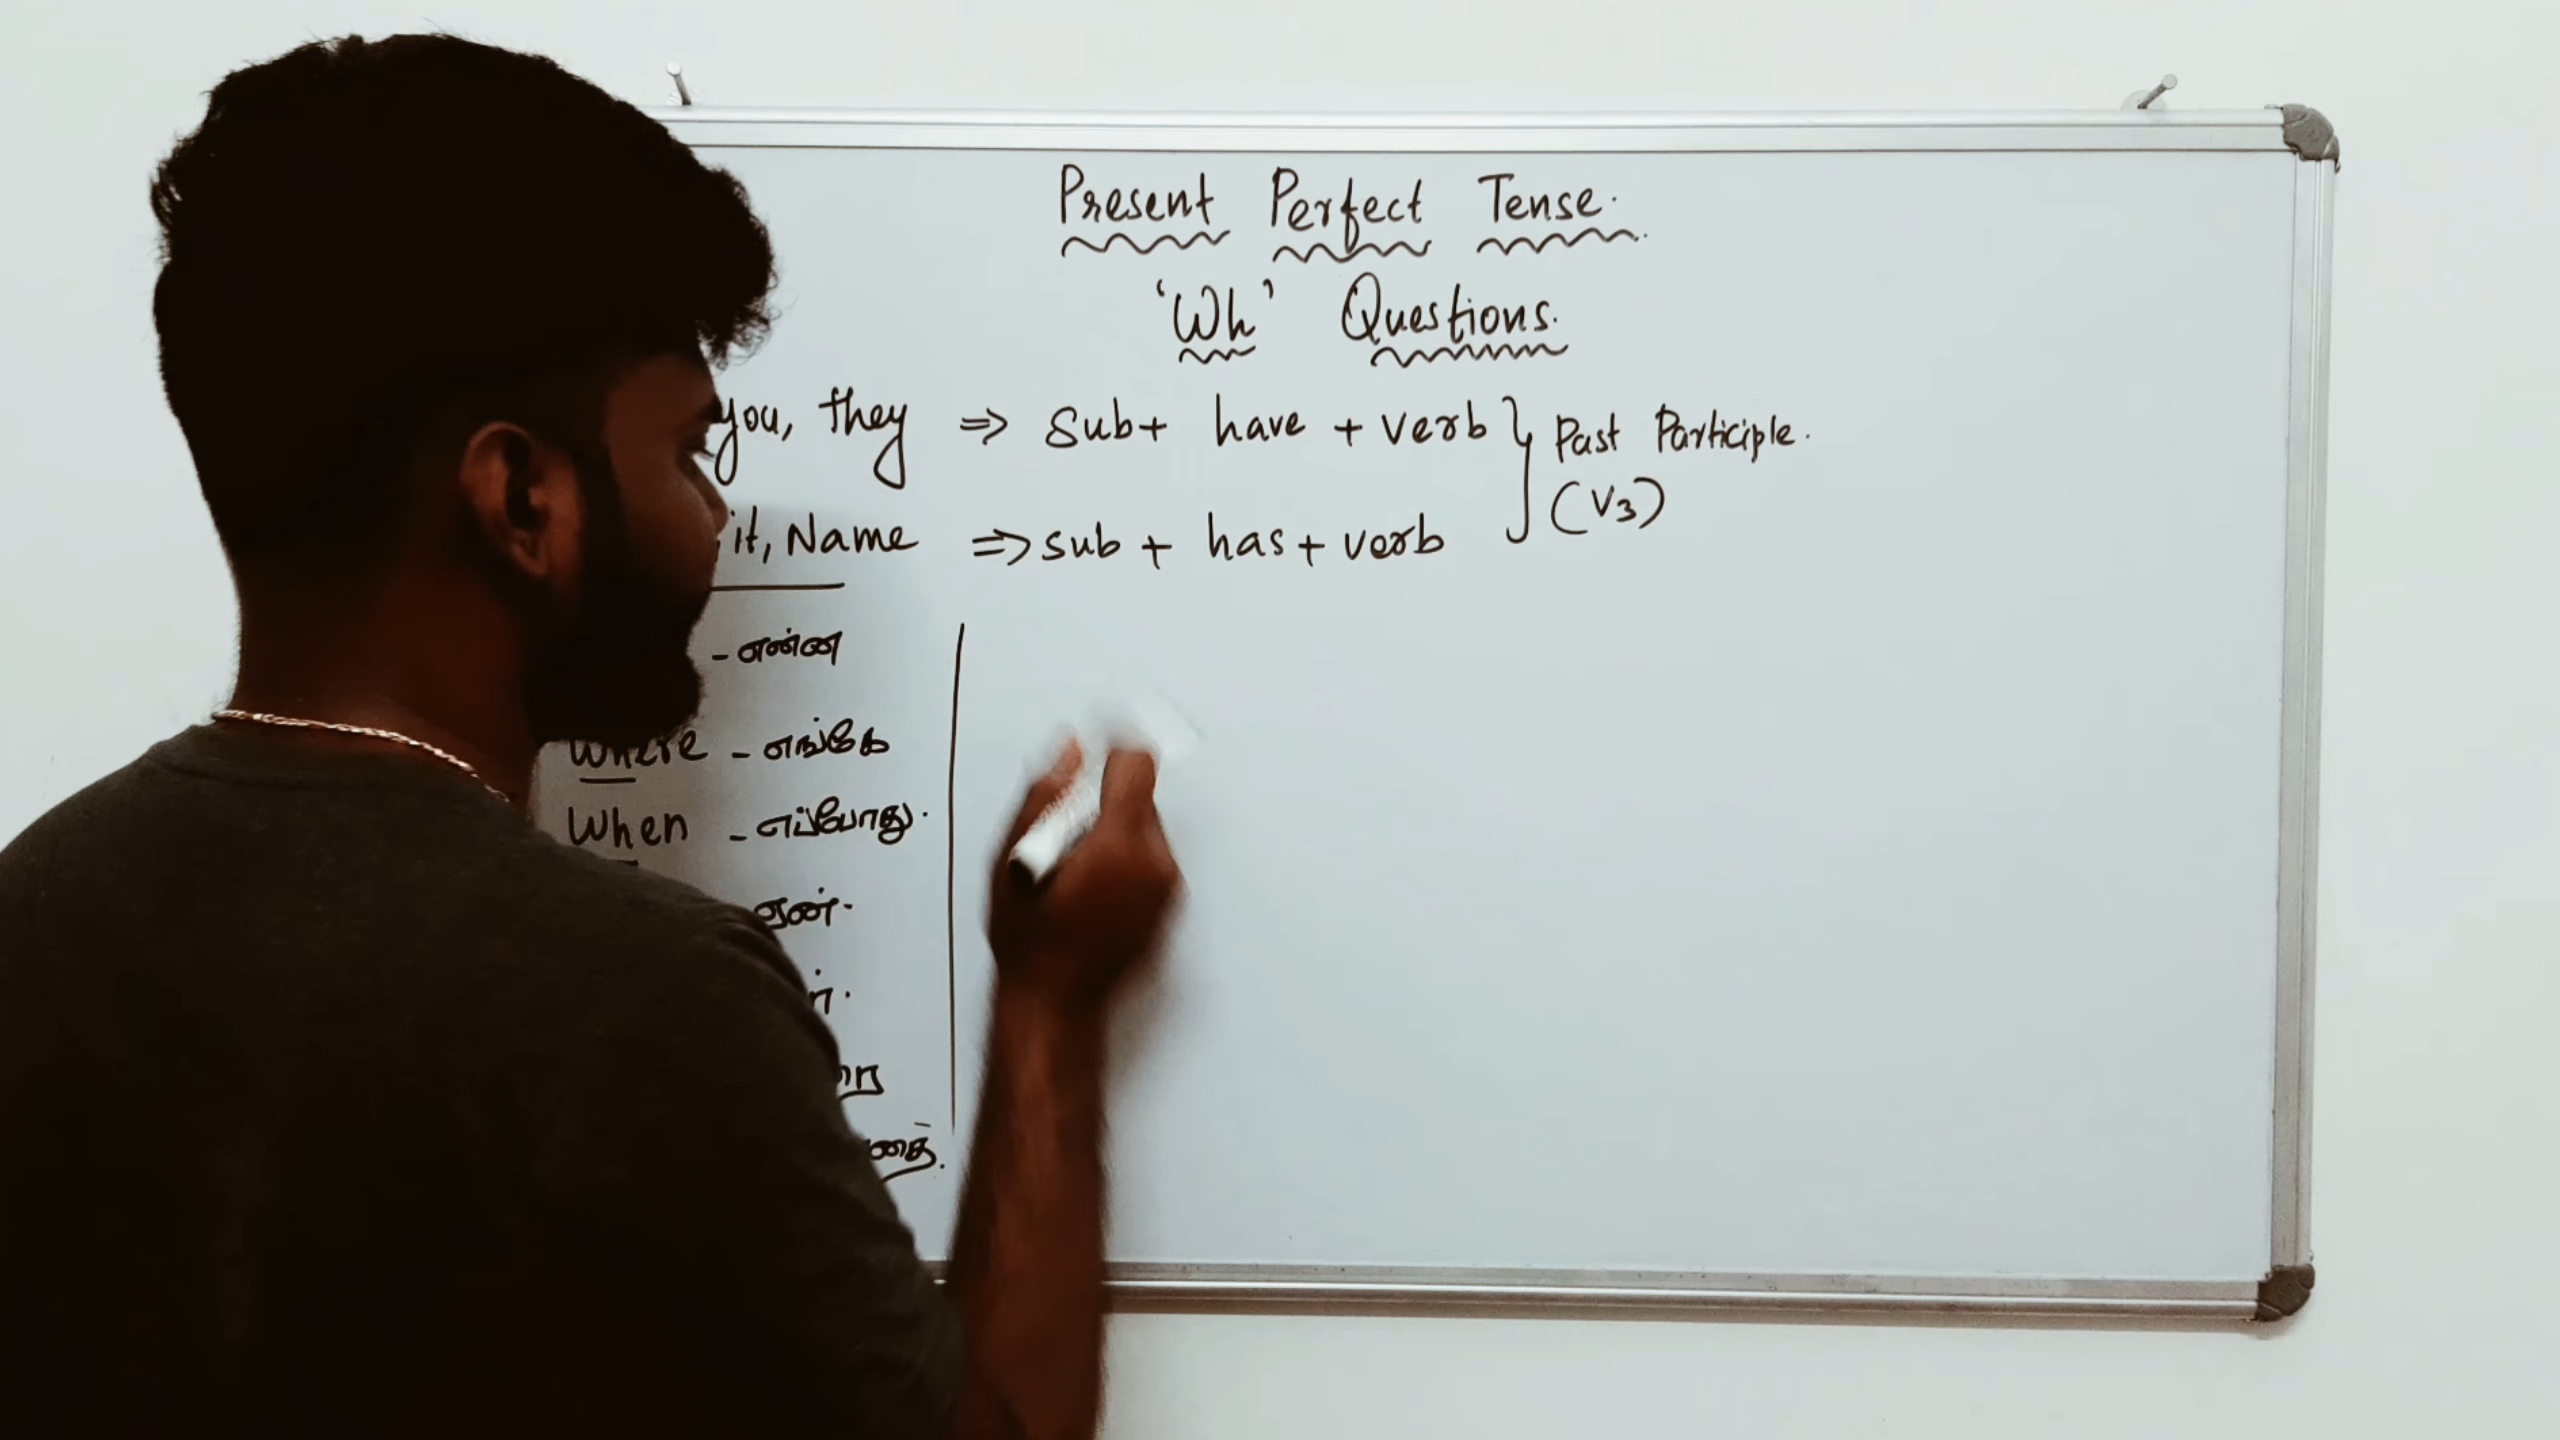 Present Perfect Tense.
'Wh' Questions.
you, they ⇒ Sub + have + verb } Past Participle.
(V3)
it, Name ⇒ sub + has + verb
- என்ன
Where - எங்கே
When - எப்போது.
ஏன்.